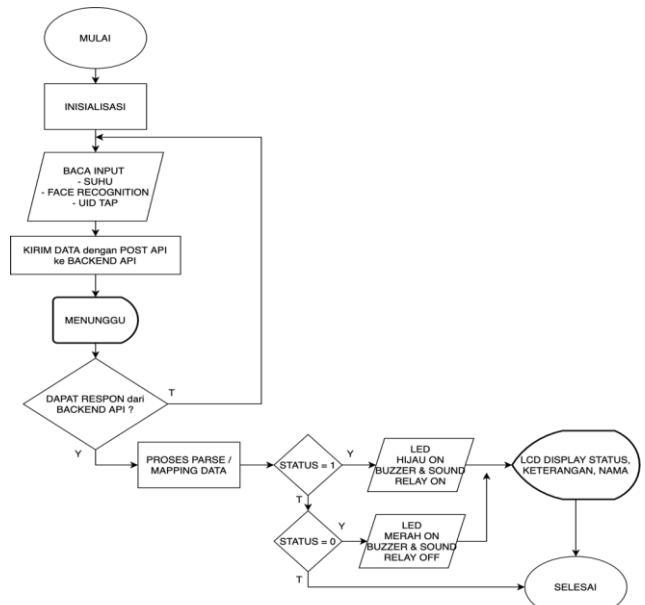 MULAI
INISIALISASI
BACA INPUT
- SUHU
- FACE RECOGNITION
- UID TAP
KIRIM DATA dengan POST API
ke BACKEND API
MENUNGGU
DAPAT RESPON dari
BACKEND API ?
T
Y
PROSES PARSE /
MAPPING DATA
STATUS = 1
Y
LED
HIJAU ON
BUZZER & SOUND
RELAY ON
LCD DISPLAY STATUS,
KETERANGAN, NAMA
T
STATUS = 0
Y
LED
MERAH ON
BUZZER & SOUND
RELAY OFF
T
SELESAI